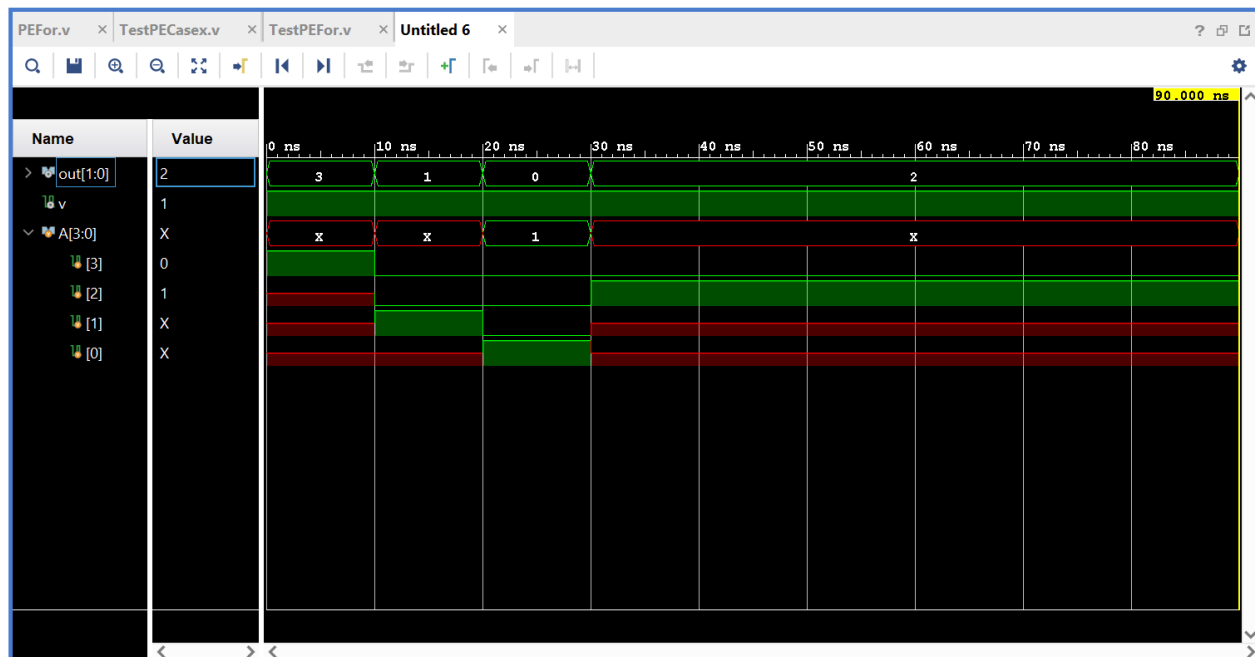 PEFor.v × TestPECasex.v × TestPEFor.v × Untitled 6 ×
90.000 ns
Name Value 0 ns 10 ns 20 ns 30 ns 40 ns 50 ns 60 ns 70 ns 80 ns
out[1:0] 2 3 1 0 2
v 1
A[3:0] X X X 1 X
[3] 0
[2] 1
[1] X
[0] X